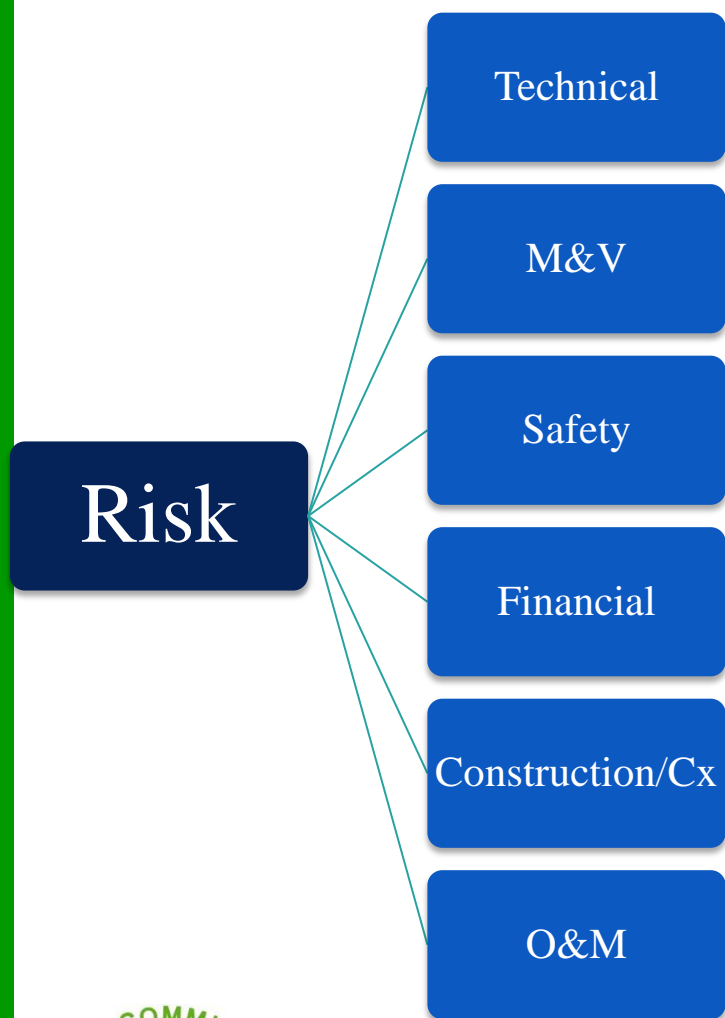 Technical
M&V
Safety
Risk
Financial
Construction/Cx
O&M